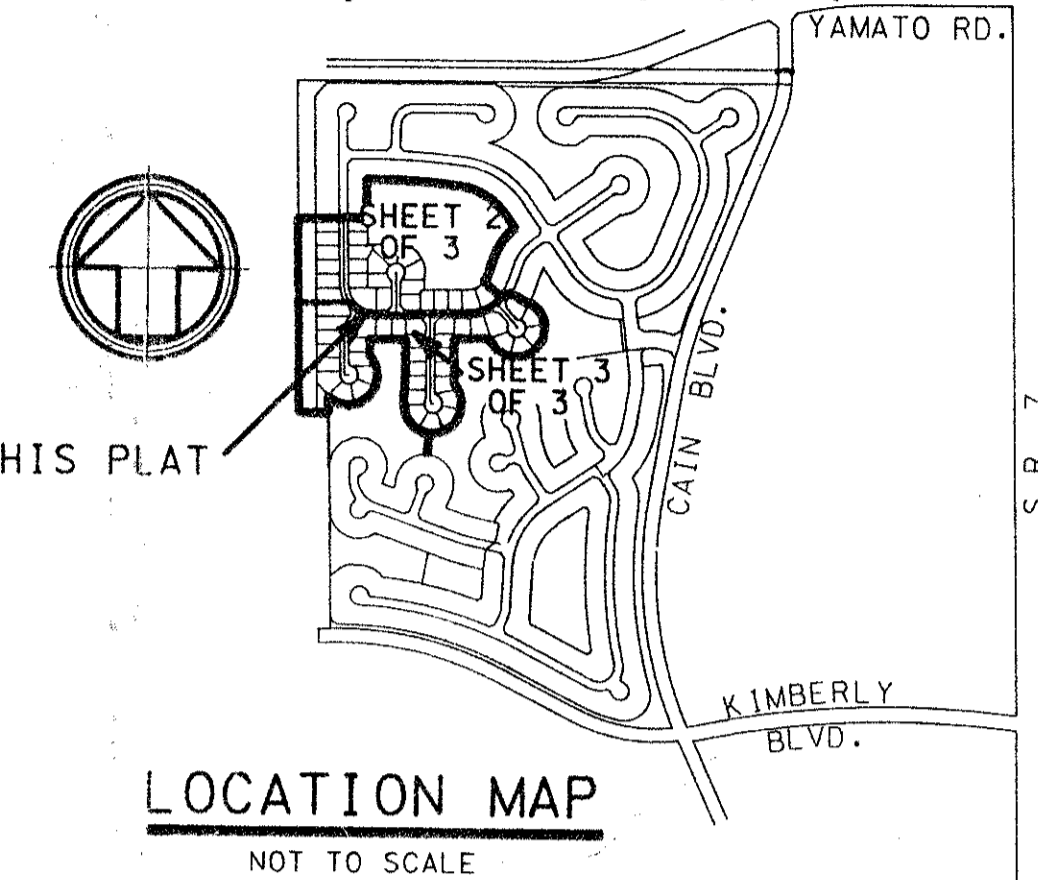 YAMATO RD.
SHEET 2
OF 3
SHEET 3
OF 3
HIS PLAT
CAIN BLVD.
S R 7
KIMBERLY
BLVD.
LOCATION MAP
NOT TO SCALE